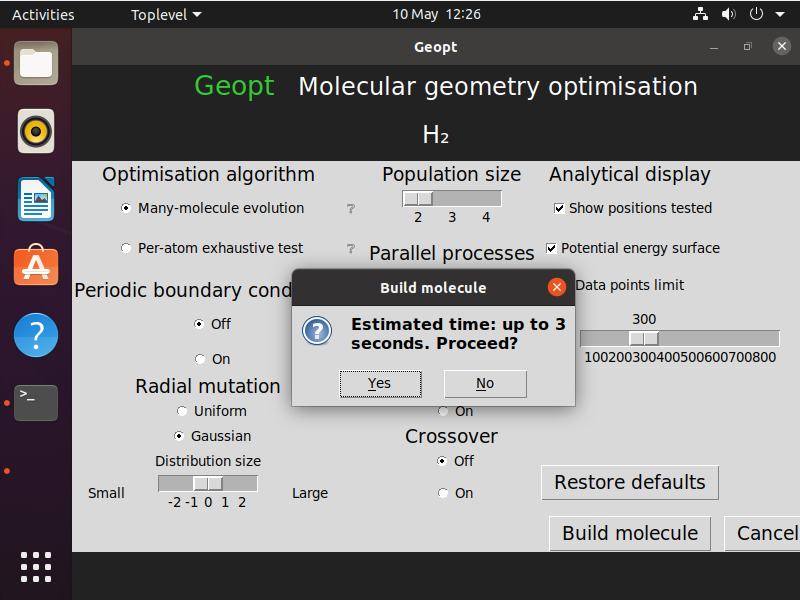 Activities Toplevel 10 May 12:26
Geopt
Geopt Molecular geometry optimisation
H₂
Optimisation algorithm Population size Analytical display
Many-molecule evolution ? Show positions tested
2 3 4
Per-atom exhaustive test ? Parallel processes Potential energy surface
Build molecule
Periodic boundary cond Data points limit
Estimated time: up to 3
seconds. Proceed?
Off 300
On 100200300400500600700800
Yes No
Radial mutation
Uniform On
Gaussian Crossover
Distribution size Off
Small Large On
-2 -1 0 1 2
Restore defaults
Build molecule Cancel